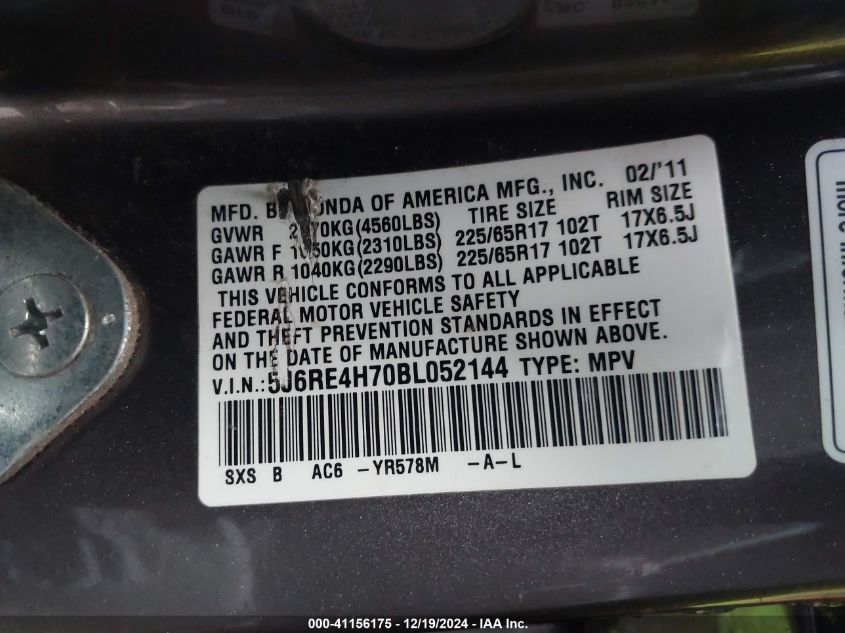 MFD. B ONDA OF AMERICA MFG., INC. 02/'11
GVWR 2 70KG(4560LBS) TIRE SIZE RIM SIZE
GAWR F 1050KG(2310LBS) 225/65R17 102T 17X6.5J
GAWR R 1040KG(2290LBS) 225/65R17 102T 17X6.5J
THIS VEHICLE CONFORMS TO ALL APPLICABLE
FEDERAL MOTOR VEHICLE SAFETY
AND THEFT PREVENTION STANDARDS IN EFFECT
ON THE DATE OF MANUFACTURE SHOWN ABOVE.
V.I.N.:5J6RE4H70BL052144 TYPE: MPV
SXS B AC6 -YR578M -A-L
000-41156175 - 12/19/2024 - IAA Inc.